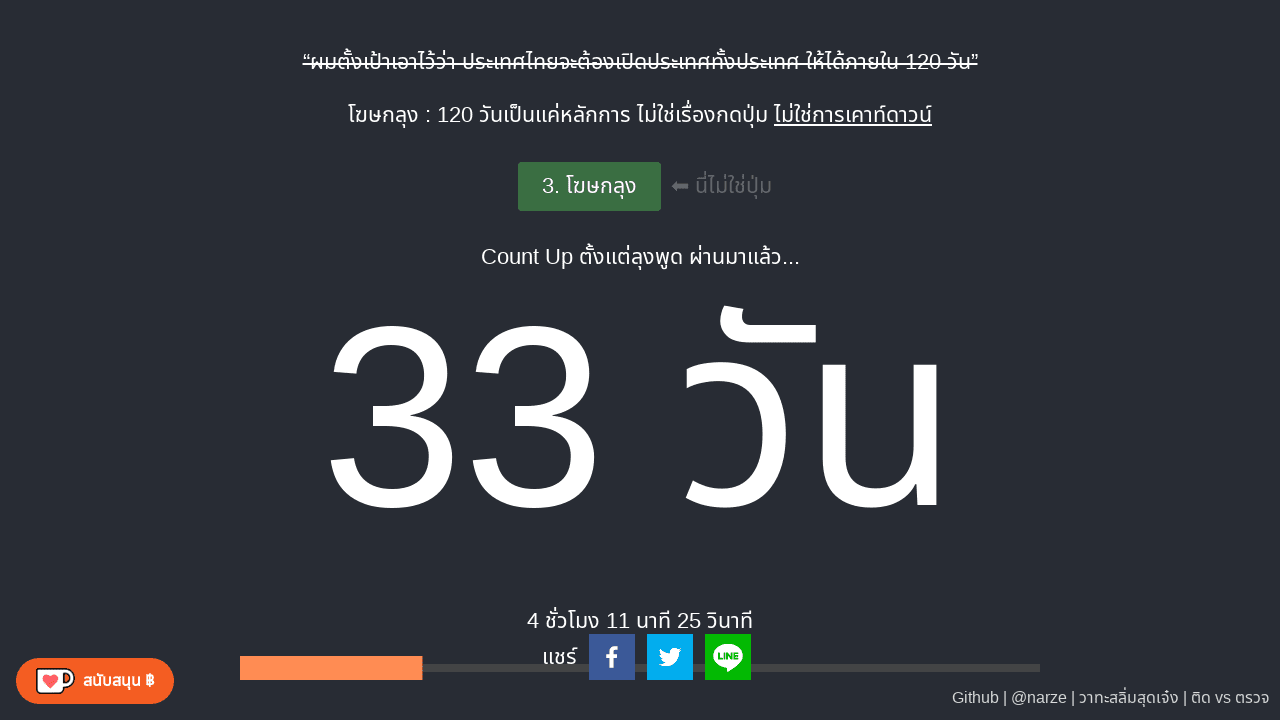 “ผมตั้งเป้าเอาไว้ว่า ประเทศไทยจะต้องเปิดประเทศทั้งประเทศ ให้ได้ภายใน 120 วัน”
โฆษกลุง : 120 วันเป็นแค่หลักการ ไม่ใช่เรื่องกดปุ่ม ไม่ใช่การเคาท์ดาวน์
3. โฆษกลุง ⬅ นี่ไม่ใช่ปุ่ม
Count Up ตั้งแต่ลุงพูด ผ่านมาแล้ว...
33 วัน
4 ชั่วโมง 11 นาที 25 วินาที
แชร์
LINE
สนับสนุน ฿
Github | @narze | วาทะสลิ่มสุดเจ๋ง | ติด vs ตรวจ